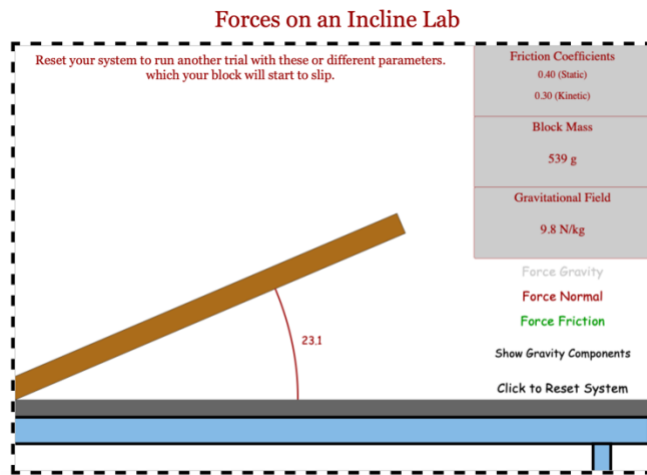 Forces on an Incline Lab
Reset your system to run another trial with these or different parameters.
which your block will start to slip.
Friction Coefficients
0.40 (Static)
0.30 (Kinetic)
Block Mass
539 g
Gravitational Field
9.8 N/kg
Force Gravity
Force Normal
Force Friction
23.1
Show Gravity Components
Click to Reset System